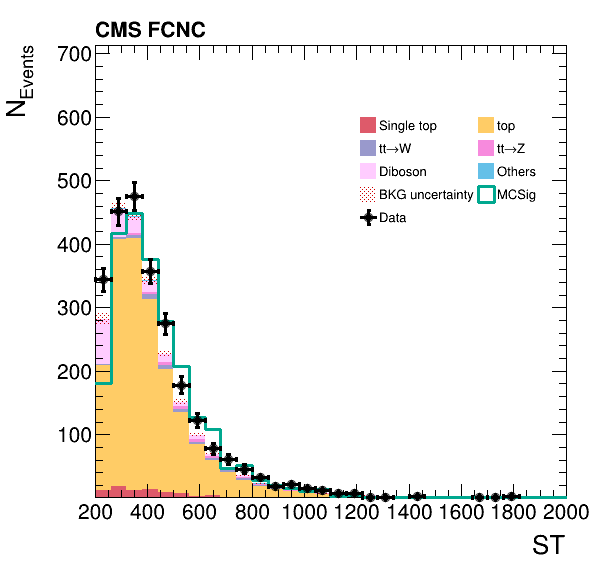 CMS FCNC
N_Events
700
600
500
400
300
200
100
Single top
top
tt→W
tt→Z
Diboson
Others
BKG uncertainty
MCSig
Data
200 400 600 800 1000 1200 1400 1600 1800 2000
ST